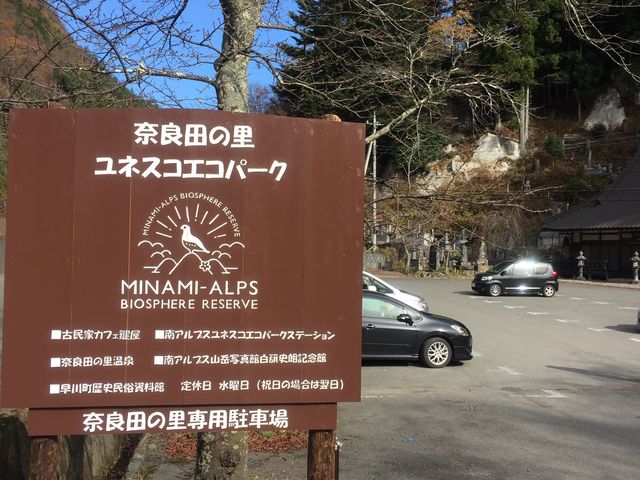 奈良田の里
ユネスコエコパーク
MINAMI-ALPS BIOSPHERE RESERVE
MINAMI-ALPS
BIOSPHERE RESERVE
■古民家カフェ鍵屋 ■南アルプスユネスコエコパークステーション
■奈良田の里温泉 ■南アルプス山岳写真館白籏史朗記念館
■早川町歴史民俗資料館 定休日 水曜日（祝日の場合は翌日）
奈良田の里専用駐車場